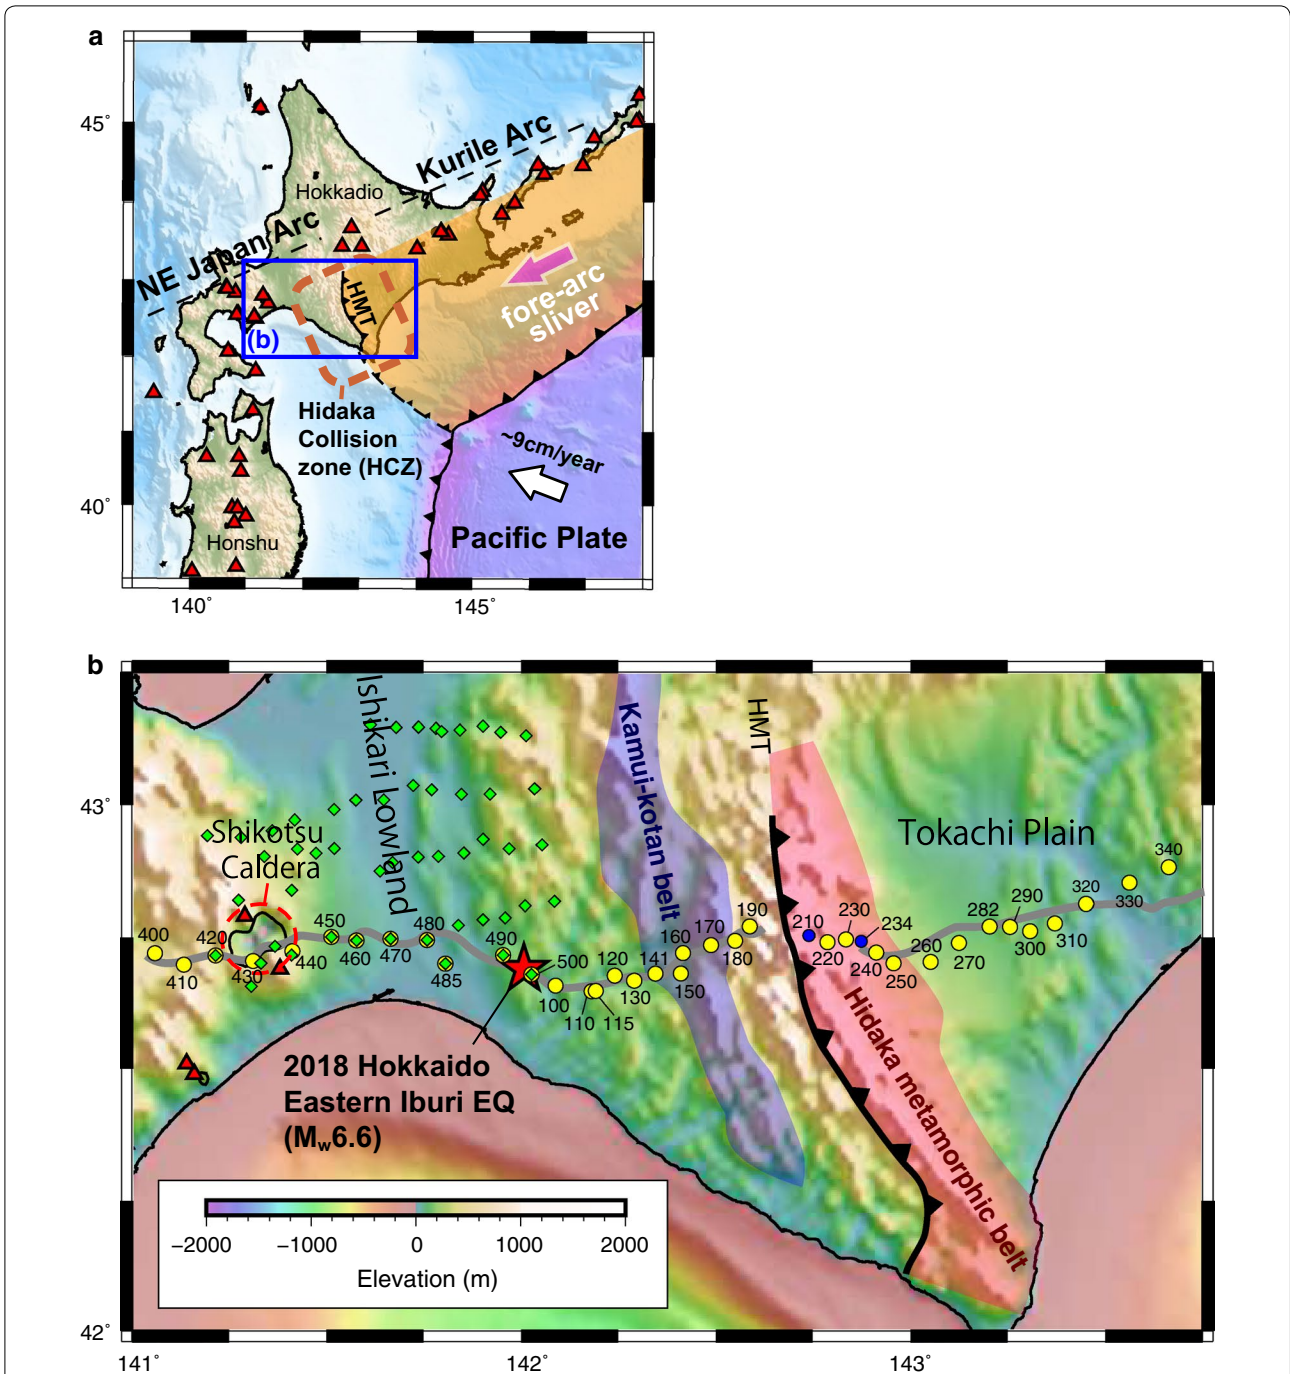 a
45°
40°
140°
145°
Kurile Arc
Hokkadio
NE Japan Arc
HMT
fore-arc
sliver
(b)
Hidaka
Collision
zone (HCZ)
~9cm/year
Pacific Plate
Honshu
b
43°
42°
141°
142°
143°
Ishikari Lowland
Kamui-kotan belt
HMT
Shikotsu
Caldera
Tokachi Plain
400
410
420
430
440
450
460
470
480
485
490
500
100
110
115
120
130
141
150
160
170
180
190
210
220
230
234
240
250
260
270
282
290
300
310
320
330
340
2018 Hokkaido
Eastern Iburi EQ
(Mw6.6)
Hidaka metamorphic belt
−2000
−1000
0
1000
2000
Elevation (m)